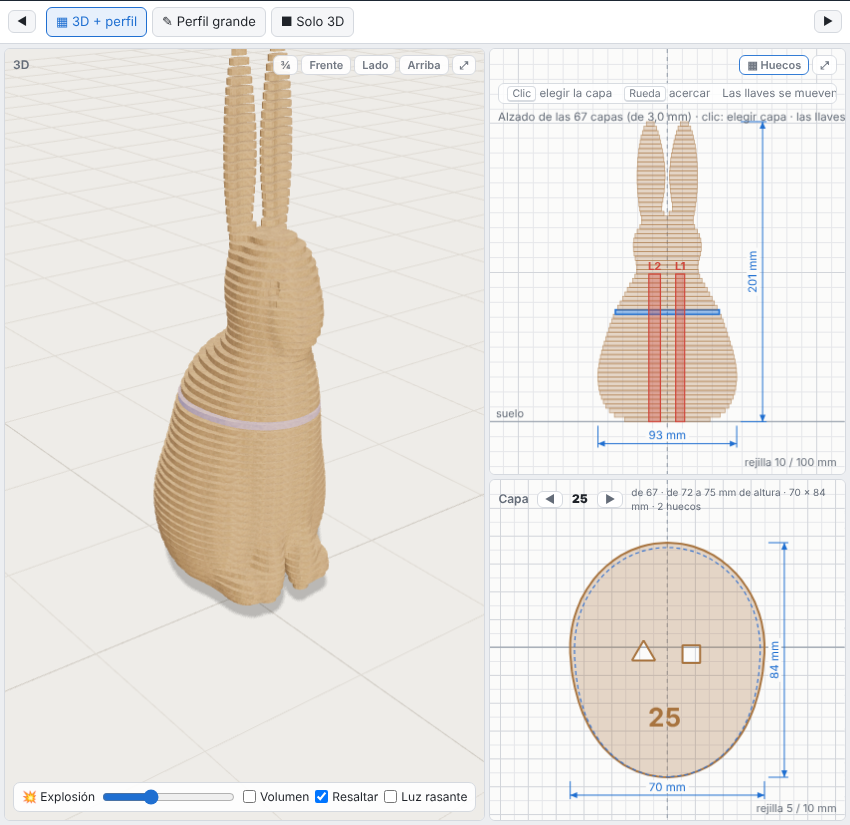 ◀ ▦ 3D + perfil ✎ Perfil grande ■ Solo 3D ▶
3D
¾ Frente Lado Arriba ⤢
▦ Huecos ⤢
Clic elegir la capa Rueda acercar Las llaves se mueven
Alzado de las 67 capas (de 3,0 mm) · clic: elegir capa · las llaves
L2 L1
201 mm
suelo
93 mm
rejilla 10 / 100 mm
Capa ◀ 25 ▶ de 67 · de 72 a 75 mm de altura · 70 × 84
mm · 2 huecos
84 mm
25
70 mm
rejilla 5 / 10 mm
💥 Explosión Volumen Resaltar Luz rasante